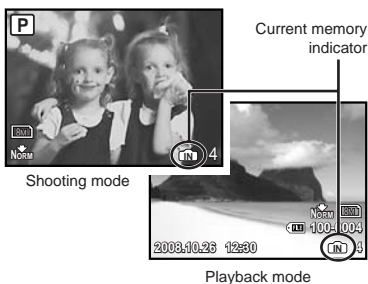 Current memory
indicator
P
8M
NORM
IN 4
Shooting mode
NORM 8M
100-0004
2008.10.26 12:30 IN 4
Playback mode